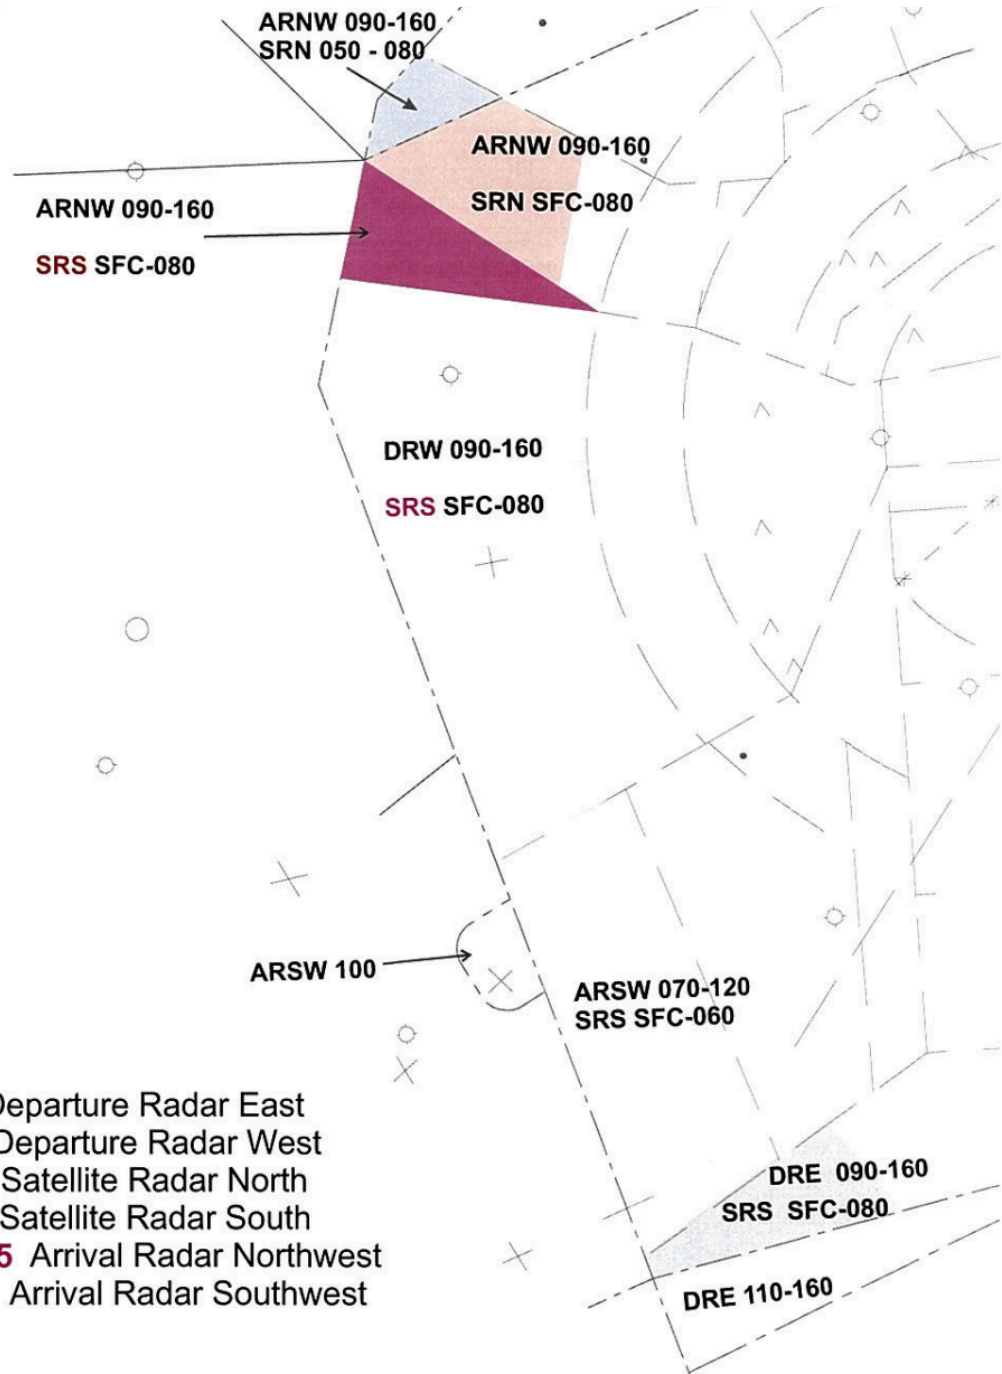 ARNW 090-160
SRN 050 - 080
ARNW 090-160
SRN SFC-080
ARNW 090-160
SRS SFC-080
DRW 090-160
SRS SFC-080
ARSW 100
ARSW 070-120
SRS SFC-060
Departure Radar East
Departure Radar West
Satellite Radar North
Satellite Radar South
5 Arrival Radar Northwest
Arrival Radar Southwest
DRE 090-160
SRS SFC-080
DRE 110-160